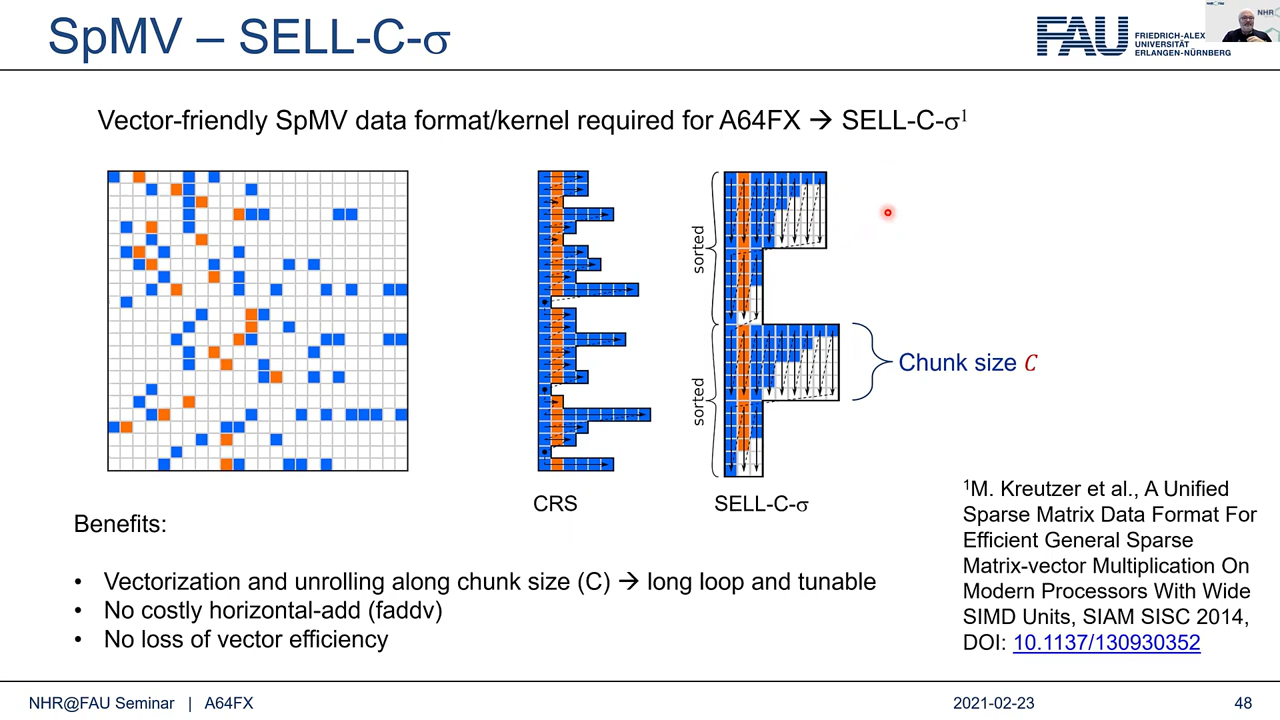 SpMV – SELL-C-σ
FAU
FRIEDRICH-ALEX
UNIVERSITÄT
ERLANGEN-NÜRNBERG
NHR
Vector-friendly SpMV data format/kernel required for A64FX → SELL-C-σ¹
sorted
sorted
Chunk size C
CRS
SELL-C-σ
Benefits:
• Vectorization and unrolling along chunk size (C) → long loop and tunable
• No costly horizontal-add (faddv)
• No loss of vector efficiency
¹M. Kreutzer et al., A Unified
Sparse Matrix Data Format For
Efficient General Sparse
Matrix-vector Multiplication On
Modern Processors With Wide
SIMD Units, SIAM SISC 2014,
DOI: 10.1137/130930352
NHR@FAU Seminar | A64FX
2021-02-23
48